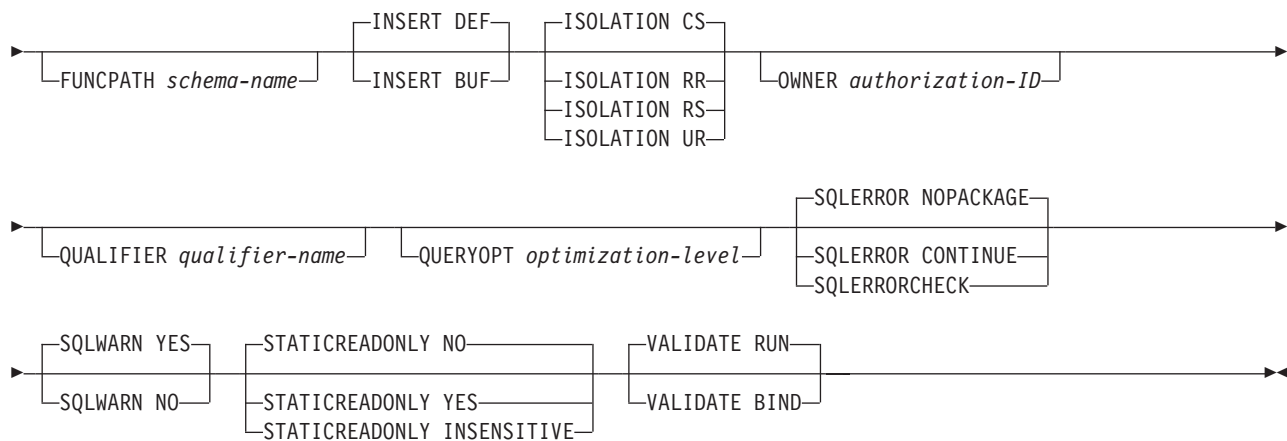 INSERT DEF ISOLATION CS
FUNCPATH schema-name INSERT BUF ISOLATION RR OWNER authorization-ID
ISOLATION RS
ISOLATION UR
SQLERROR NOPACKAGE
QUALIFIER qualifier-name QUERYOPT optimization-level SQLERROR CONTINUE
SQLERRORCHECK
SQLWARN YES STATICREADONLY NO VALIDATE RUN
SQLWARN NO STATICREADONLY YES VALIDATE BIND
STATICREADONLY INSENSITIVE